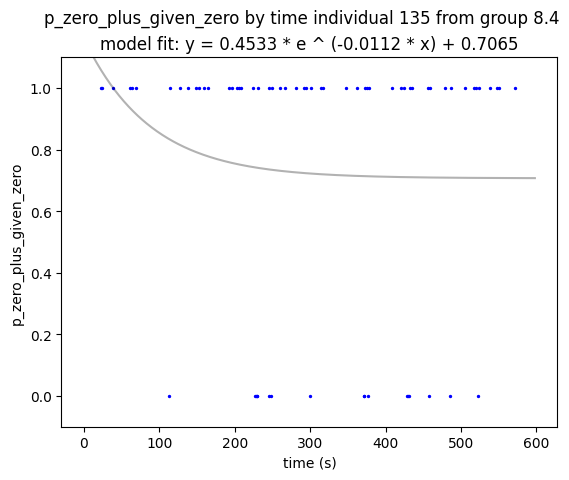 p_zero_plus_given_zero by time individual 135 from group 8.4
model fit: y = 0.4533 * e ^ (-0.0112 * x) + 0.7065
1.0
0.8
0.6
0.4
0.2
0.0
p_zero_plus_given_zero
0 100 200 300 400 500 600
time (s)